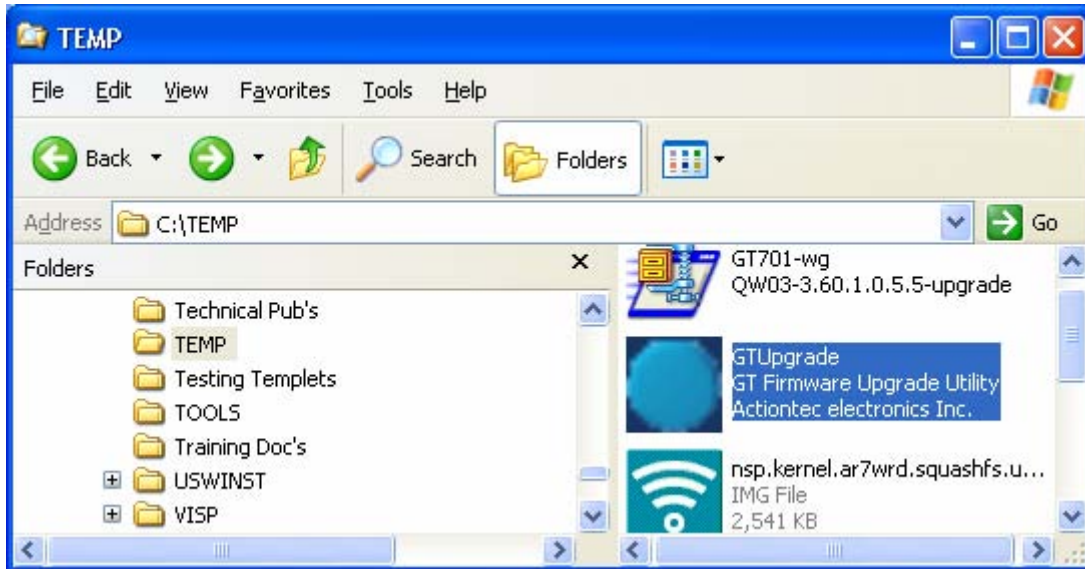 TEMP
File Edit View Favorites Tools Help
Back Search Folders
Address C:\TEMP Go
Folders
Technical Pub's
TEMP
Testing Templets
TOOLS
Training Doc's
USWINST
VISP
GT701-wg
QW03-3.60.1.0.5.5-upgrade
GTUpgrade
GT Firmware Upgrade Utility
Actiontec electronics Inc.
nsp.kernel.ar7wrd.squashfs.u...
IMG File
2,541 KB